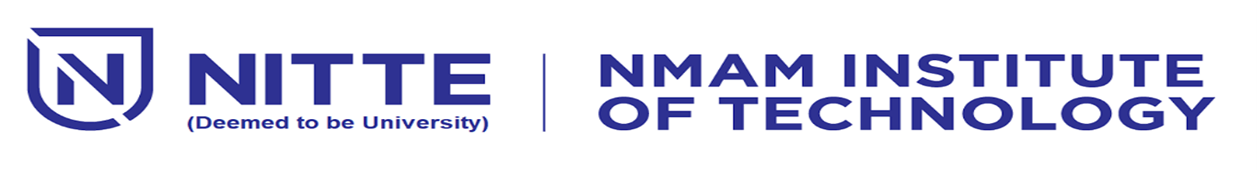 N
NITTE
(Deemed to be University)
NMAM INSTITUTE
OF TECHNOLOGY